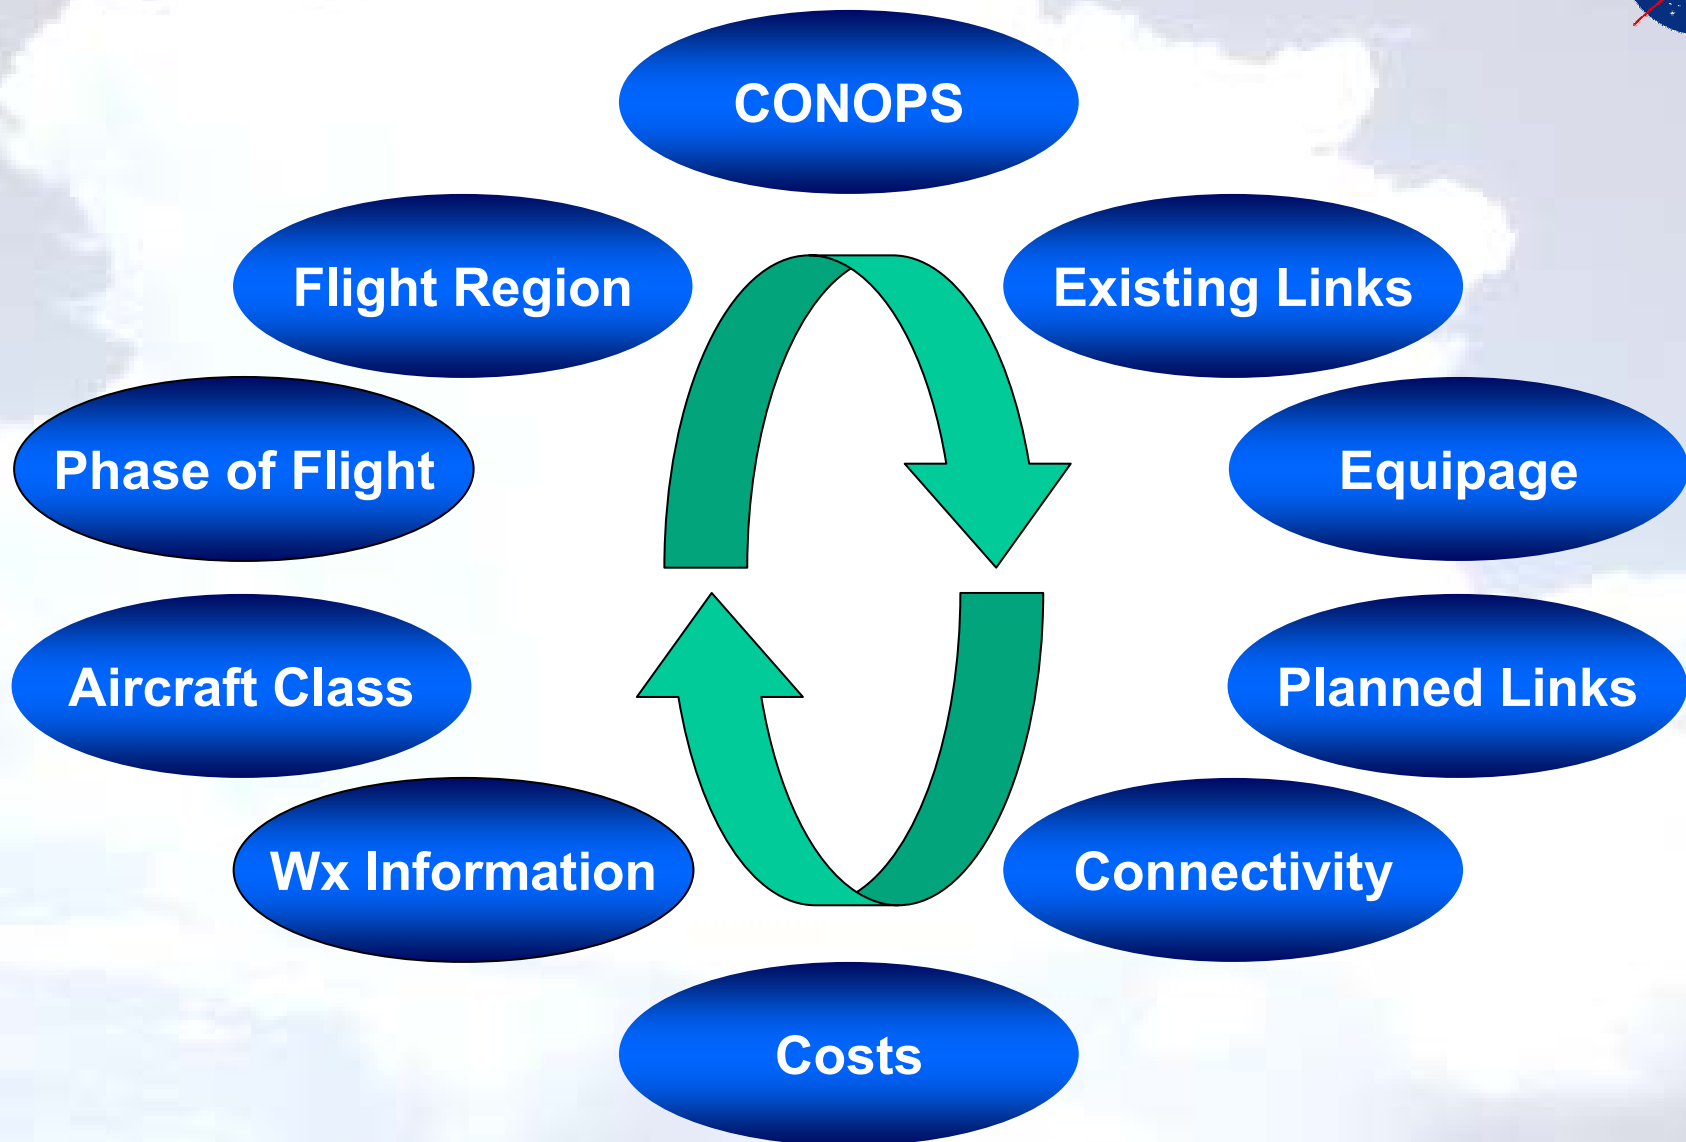 CONOPS
Flight Region
Existing Links
Phase of Flight
Equipage
Aircraft Class
Planned Links
Wx Information
Connectivity
Costs